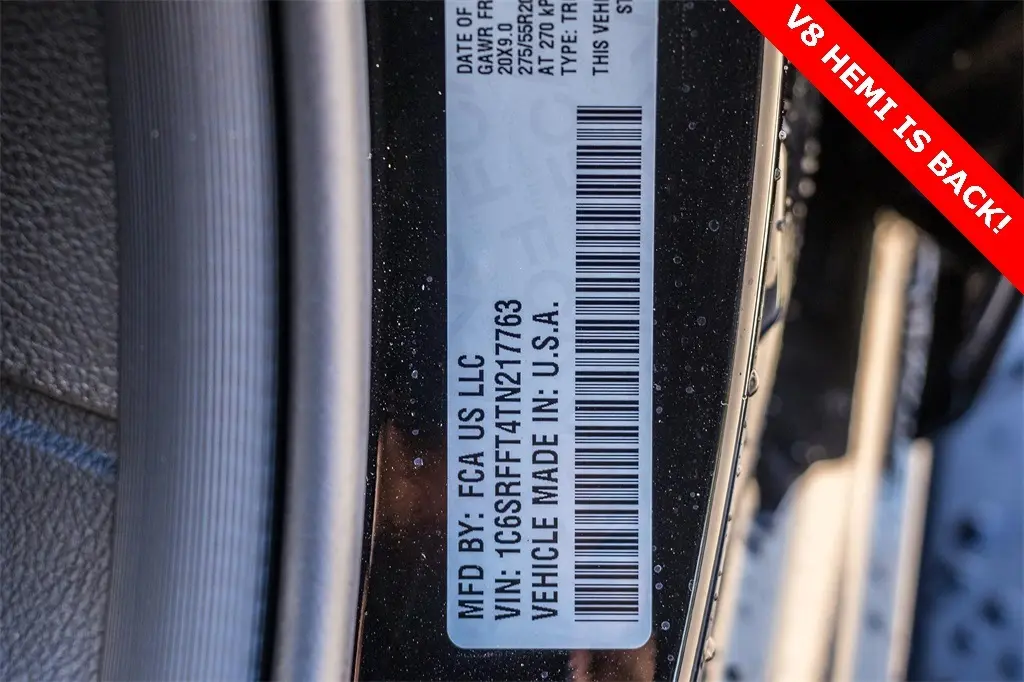 DATE OF
GAWR FR
20X9.0
275/55R20
AT 270 kP
TYPE: TR
THIS VEHI
ST
MFD BY: FCA US LLC
VIN: 1C6SRFFT4TN217763
VEHICLE MADE IN: U.S.A.
V8 HEMI IS BACK!